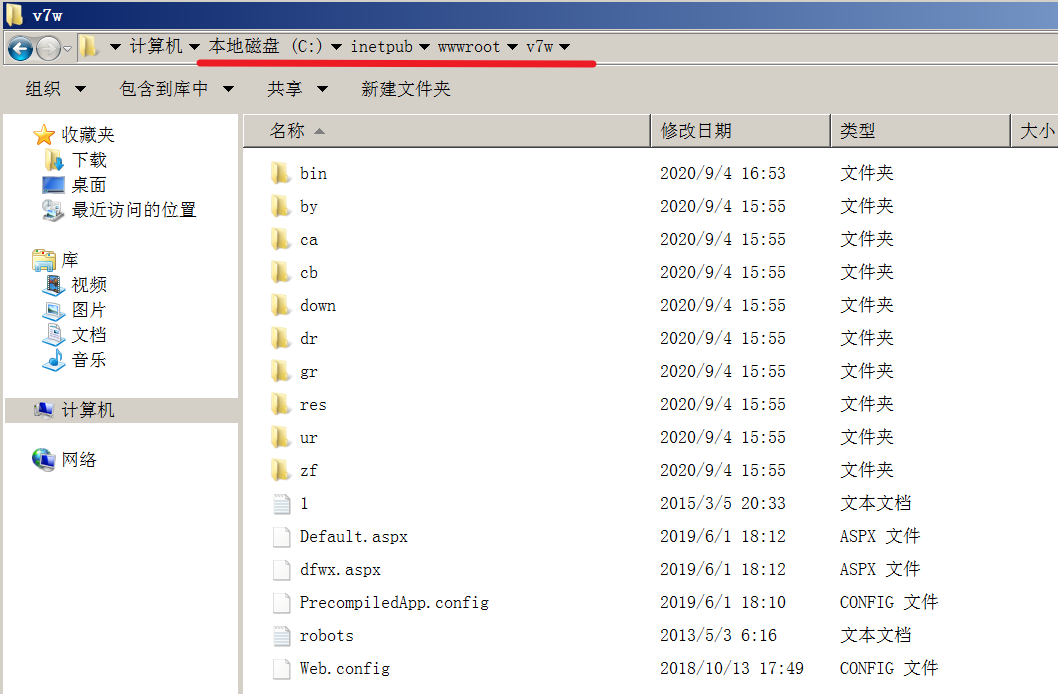 v7w
计算机 本地磁盘 (C:) inetpub wwwroot v7w
组织 包含到库中 共享 新建文件夹
收藏夹
下载
桌面
最近访问的位置
库
视频
图片
文档
音乐
计算机
网络
名称 修改日期 类型 大小
bin 2020/9/4 16:53 文件夹
by 2020/9/4 15:55 文件夹
ca 2020/9/4 15:55 文件夹
cb 2020/9/4 15:55 文件夹
down 2020/9/4 15:55 文件夹
dr 2020/9/4 15:55 文件夹
gr 2020/9/4 15:55 文件夹
res 2020/9/4 15:55 文件夹
ur 2020/9/4 15:55 文件夹
zf 2020/9/4 15:55 文件夹
1 2015/3/5 20:33 文本文档
Default.aspx 2019/6/1 18:12 ASPX 文件
dfwx.aspx 2019/6/1 18:12 ASPX 文件
PrecompiledApp.config 2019/6/1 18:10 CONFIG 文件
robots 2013/5/3 6:16 文本文档
Web.config 2018/10/13 17:49 CONFIG 文件